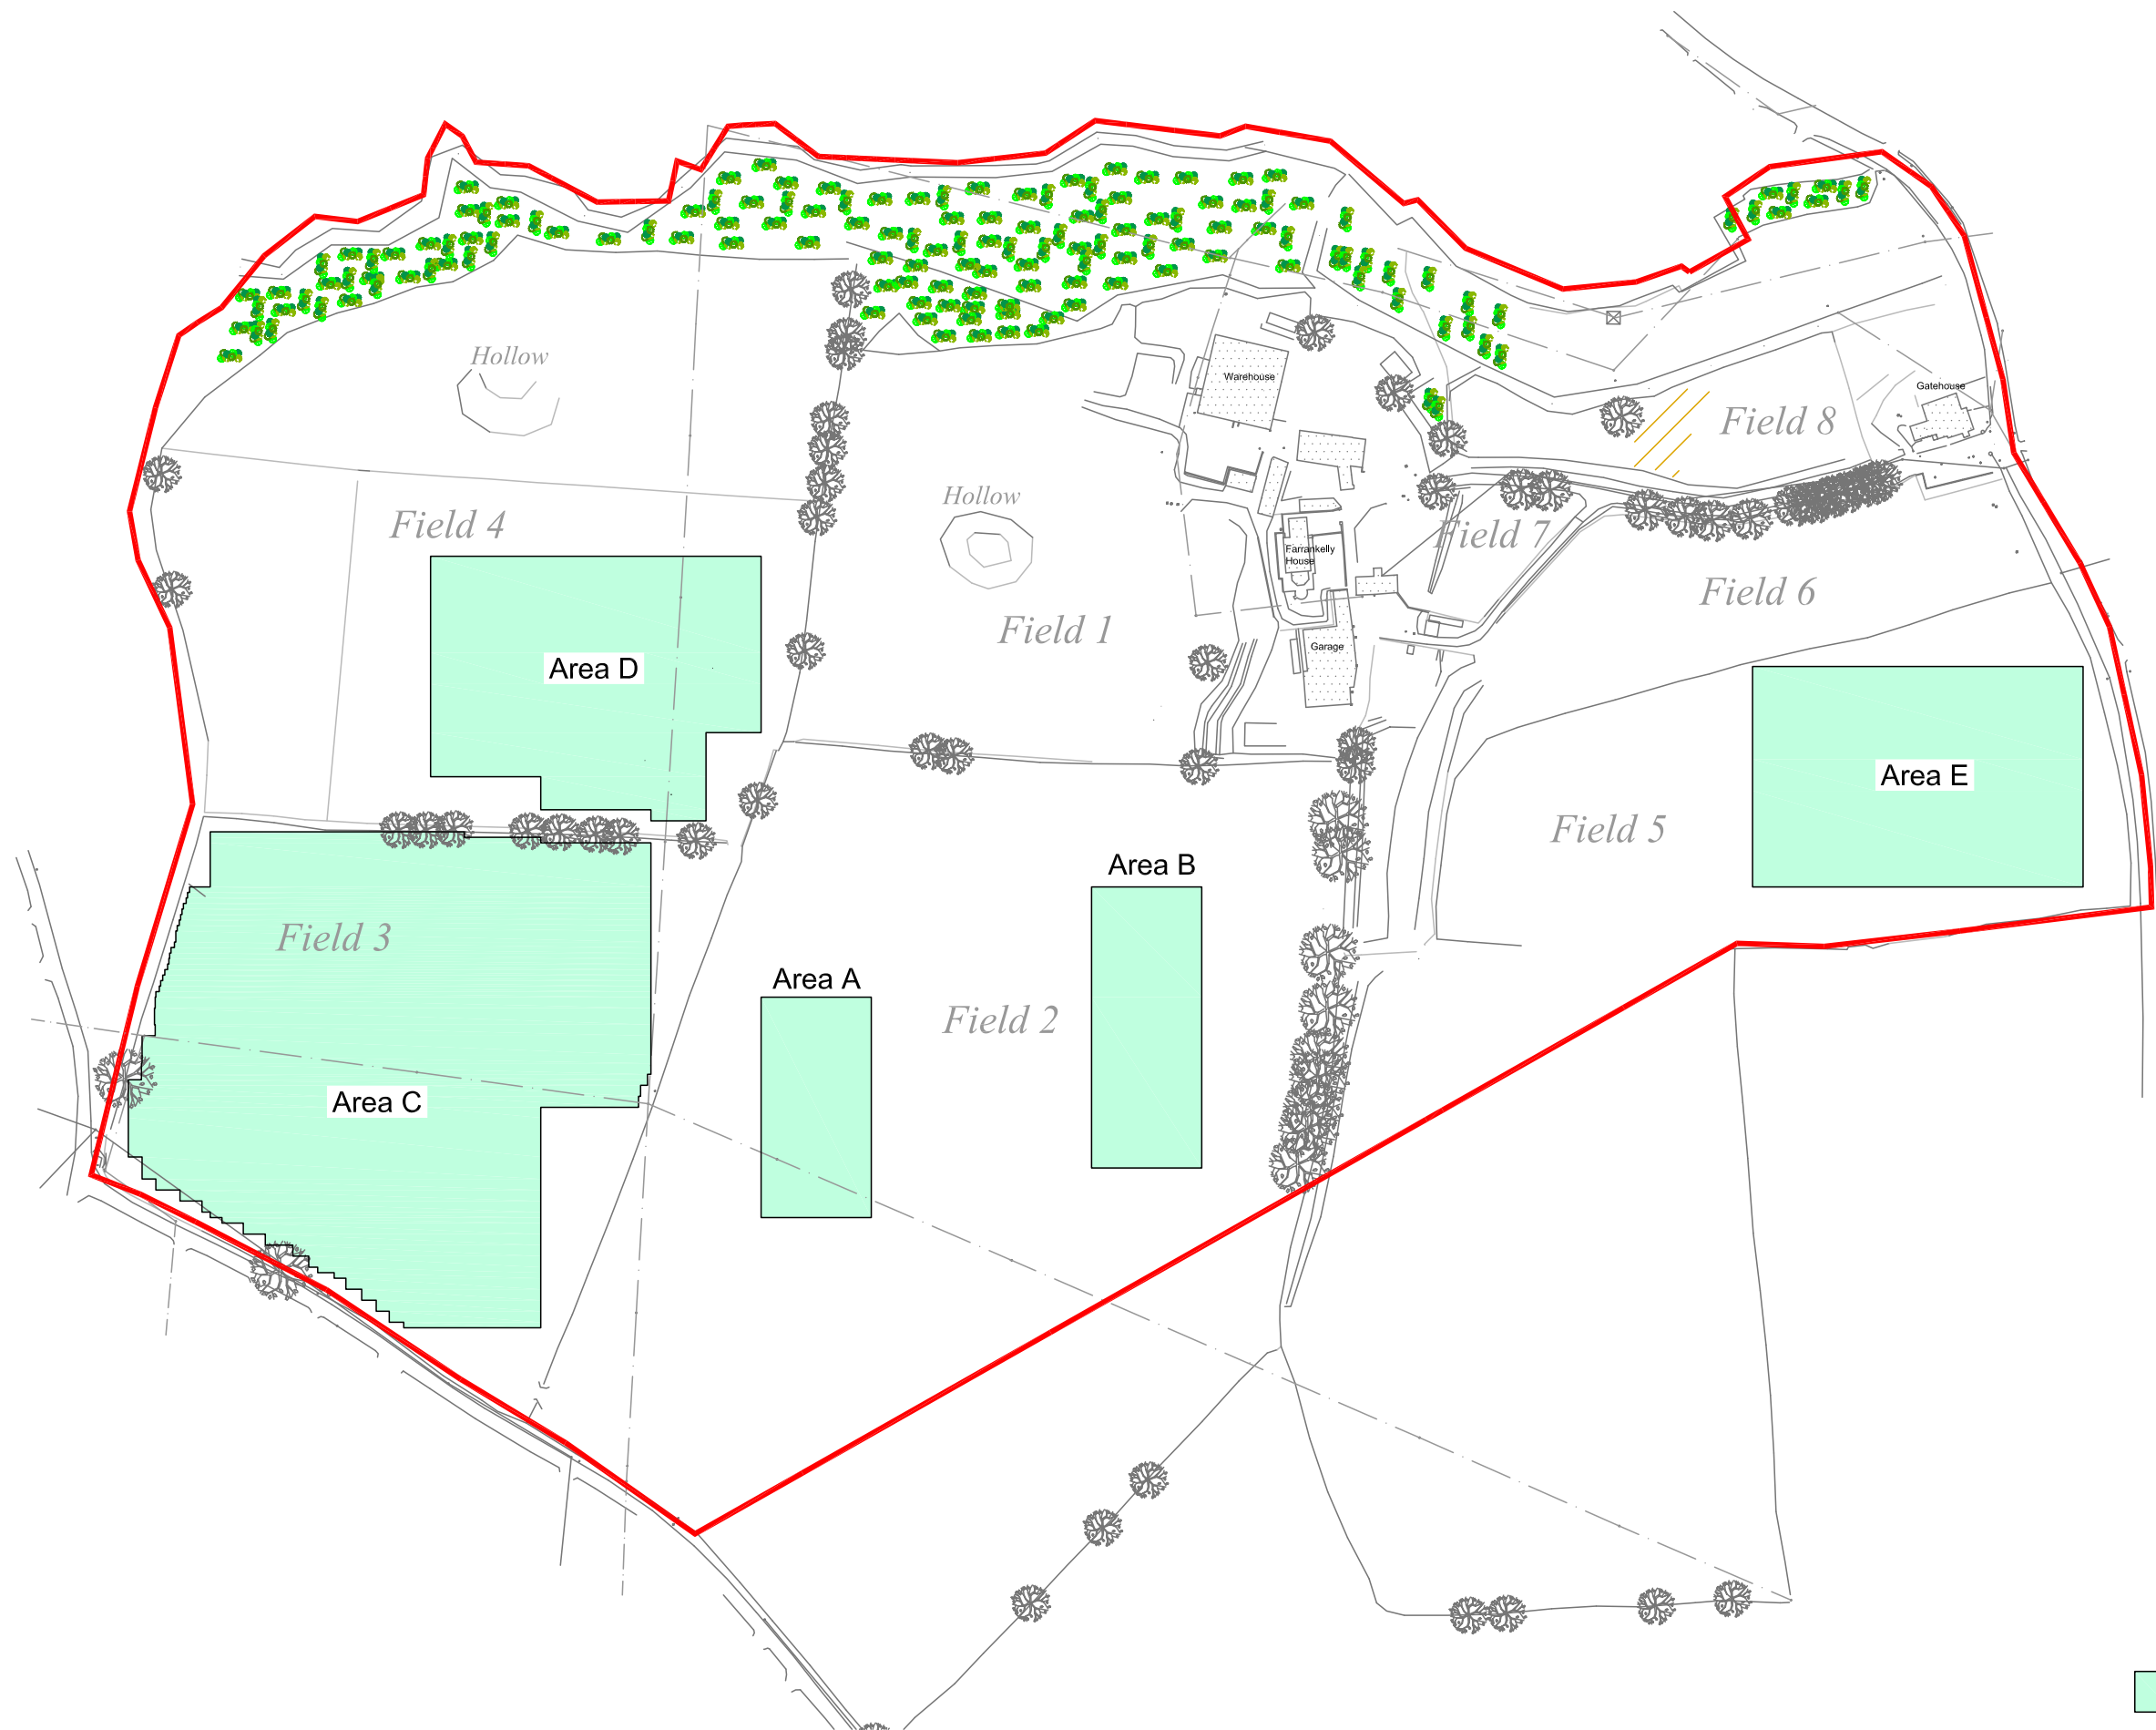 Hollow
Warehouse
Gatehouse
Field 8
Hollow
Field 4
Field 7
Farrankelly
House
Field 6
Field 1
Garage
Area D
Area E
Field 5
Area B
Field 3
Area A
Field 2
Area C